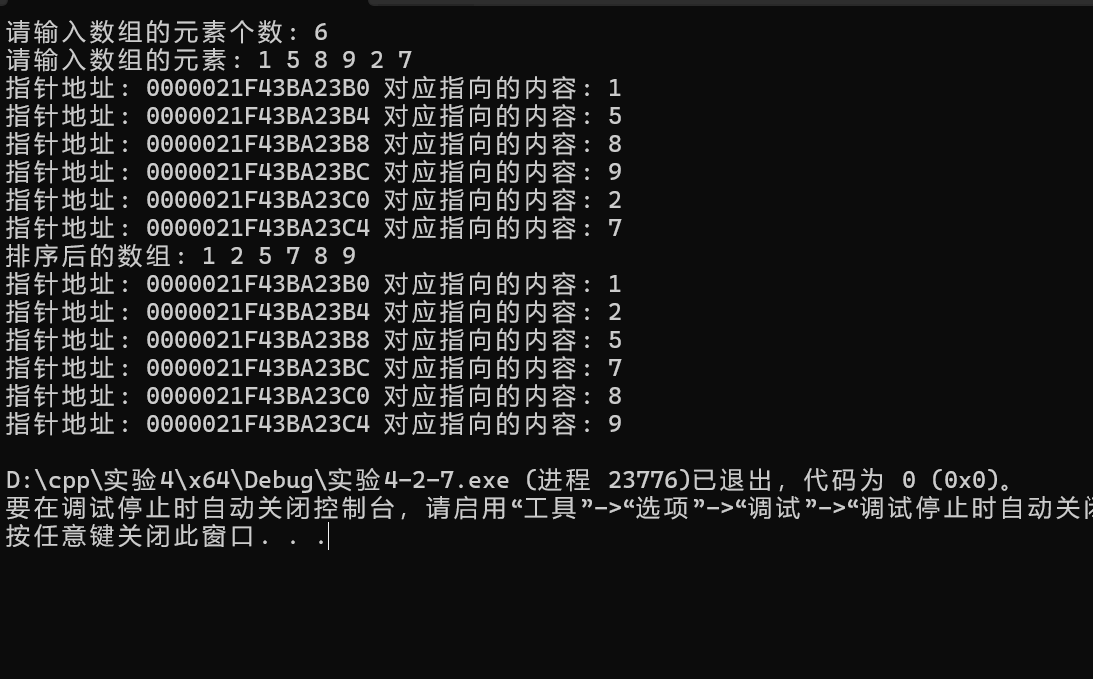 请输入数组的元素个数: 6
请输入数组的元素: 1 5 8 9 2 7
指针地址: 0000021F43BA23B0 对应指向的内容: 1
指针地址: 0000021F43BA23B4 对应指向的内容: 5
指针地址: 0000021F43BA23B8 对应指向的内容: 8
指针地址: 0000021F43BA23BC 对应指向的内容: 9
指针地址: 0000021F43BA23C0 对应指向的内容: 2
指针地址: 0000021F43BA23C4 对应指向的内容: 7
排序后的数组: 1 2 5 7 8 9
指针地址: 0000021F43BA23B0 对应指向的内容: 1
指针地址: 0000021F43BA23B4 对应指向的内容: 2
指针地址: 0000021F43BA23B8 对应指向的内容: 5
指针地址: 0000021F43BA23BC 对应指向的内容: 7
指针地址: 0000021F43BA23C0 对应指向的内容: 8
指针地址: 0000021F43BA23C4 对应指向的内容: 9
D:\cpp\实验4\x64\Debug\实验4-2-7.exe (进程 23776)已退出，代码为 0 (0x0)。
要在调试停止时自动关闭控制台，请启用“工具”->“选项”->“调试”->“调试停止时自动关闭
按任意键关闭此窗口. . .